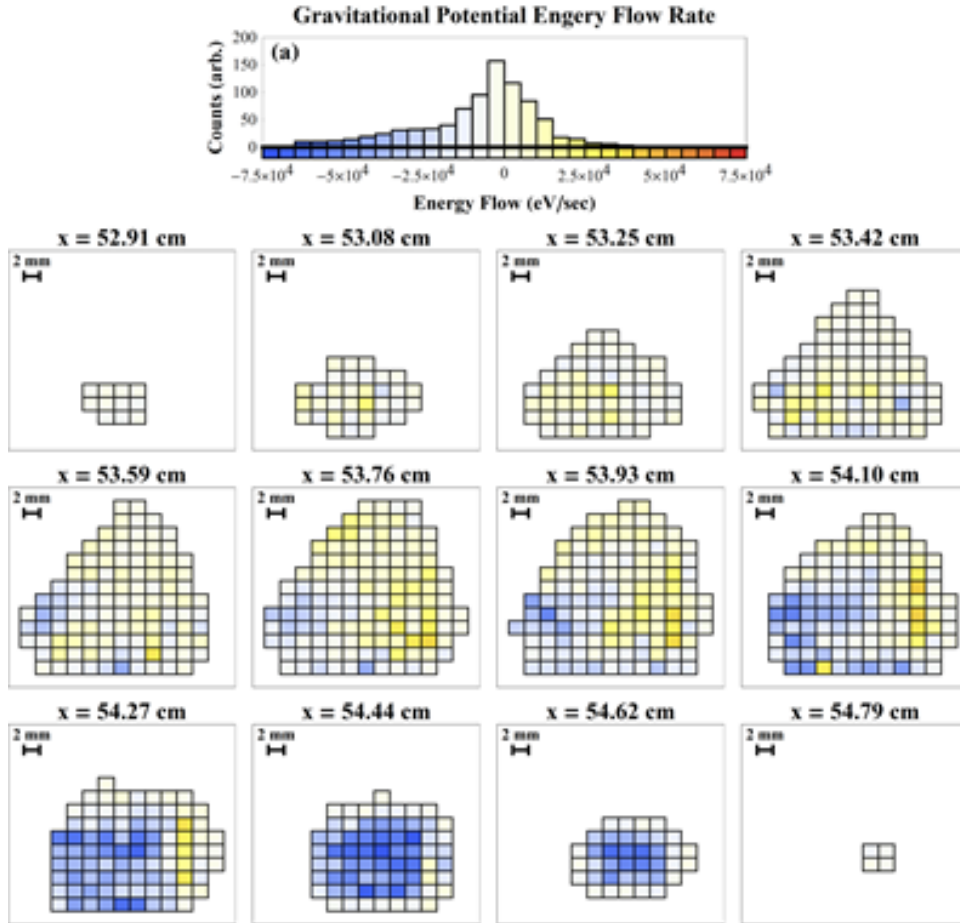 Gravitational Potential Engery Flow Rate
(a)
Counts (arb.)
200
150
100
50
0
−7.5×10⁴ −5×10⁴ −2.5×10⁴ 0 2.5×10⁴ 5×10⁴ 7.5×10⁴
Energy Flow (eV/sec)
x = 52.91 cm x = 53.08 cm x = 53.25 cm x = 53.42 cm
2 mm 2 mm 2 mm 2 mm
x = 53.59 cm x = 53.76 cm x = 53.93 cm x = 54.10 cm
2 mm 2 mm 2 mm 2 mm
x = 54.27 cm x = 54.44 cm x = 54.62 cm x = 54.79 cm
2 mm 2 mm 2 mm 2 mm